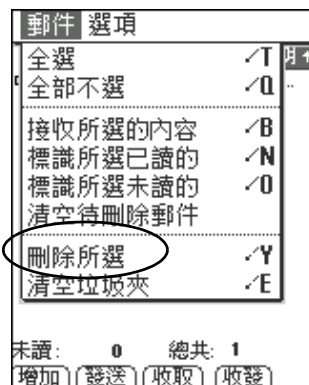 郵件 選項
全選 ⁄T
全部不選 ⁄Q
接收所選的內容 ⁄B
標識所選已讀的 ⁄N
標識所選未讀的 ⁄O
清空待刪除郵件
刪除所選 ⁄Y
清空垃圾夾 ⁄E
未讀: 0 總共: 1
增加 發送 收取 收發